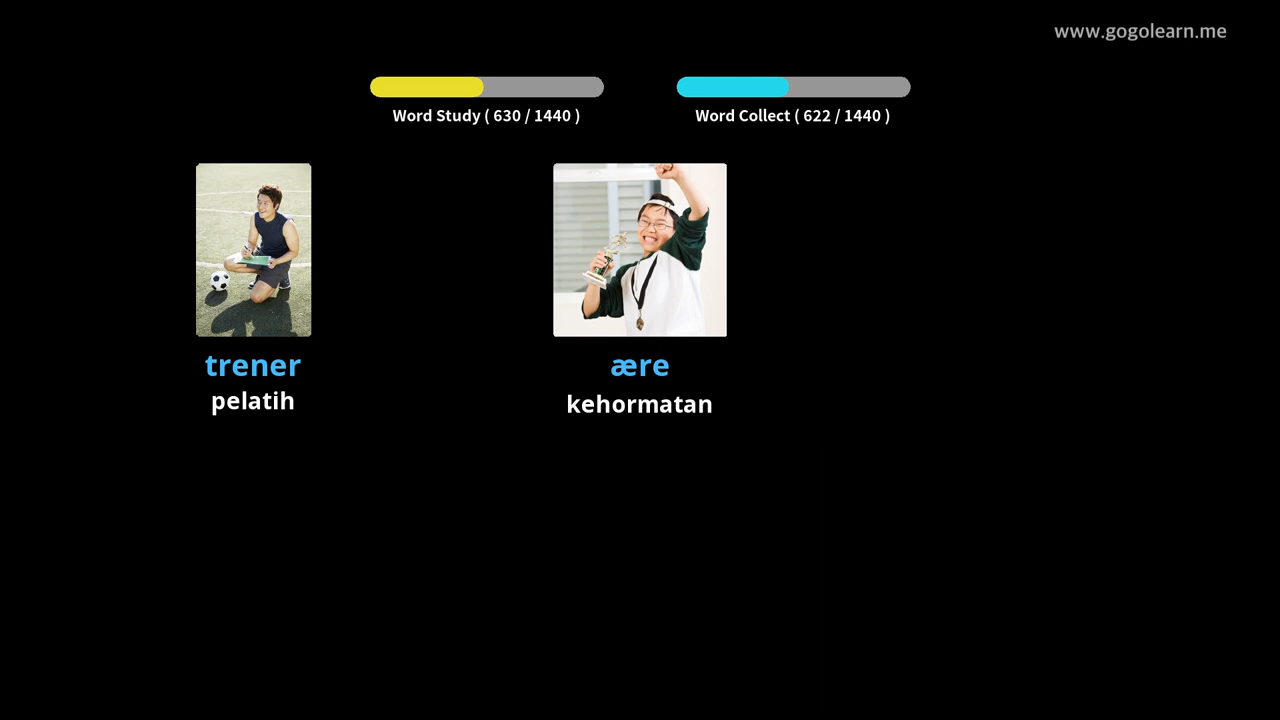 www.gogolearn.me
Word Study ( 630 / 1440 )
Word Collect ( 622 / 1440 )
trener
pelatih
ære
kehormatan